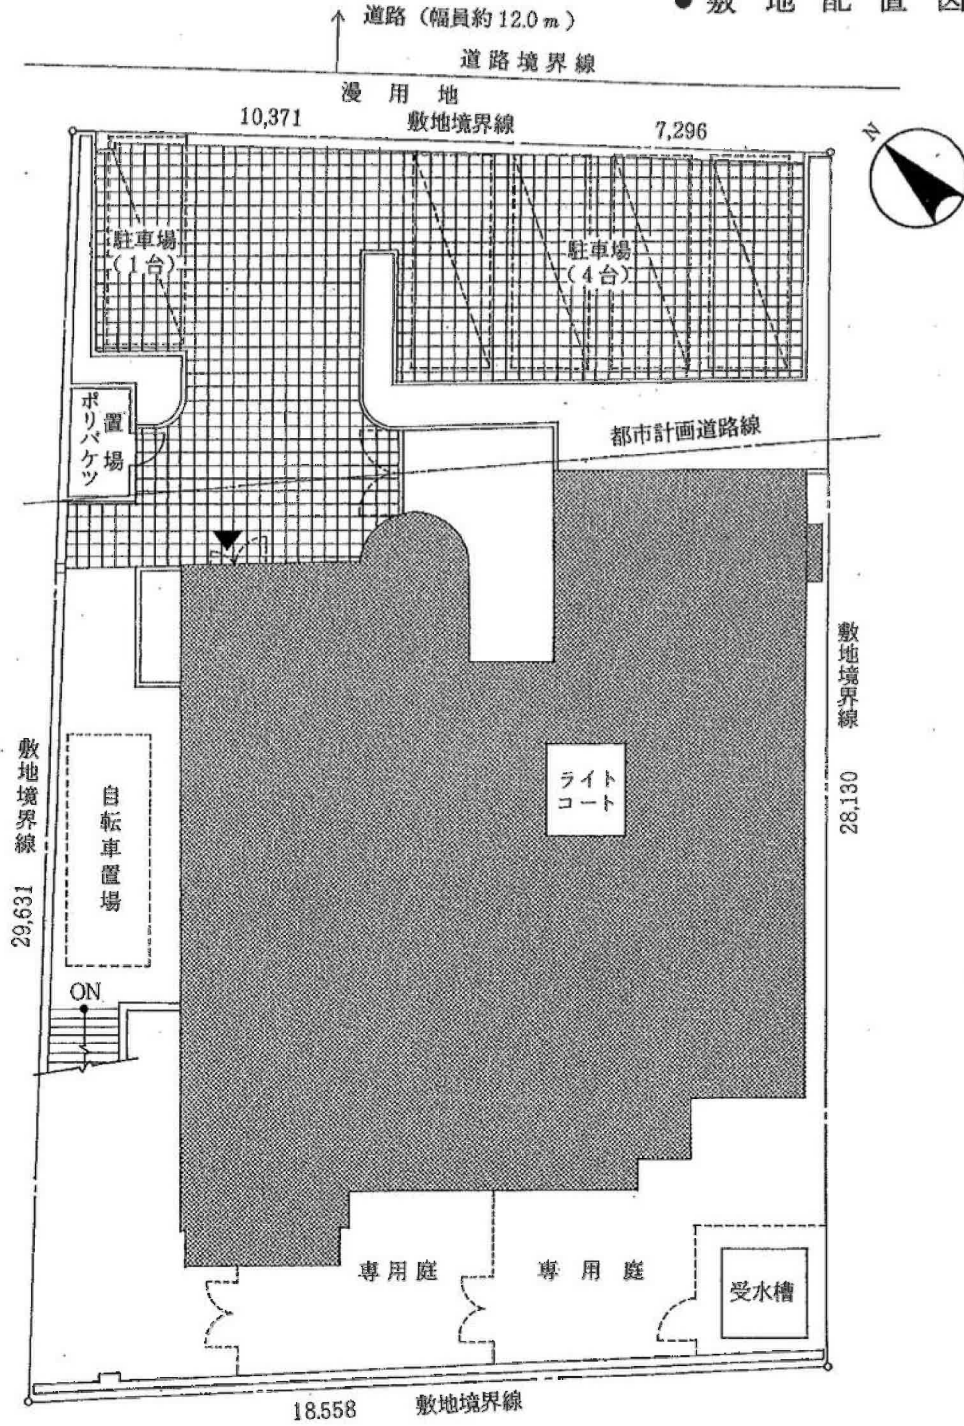 ●敷地配置図
道路（幅員約12.0m）
道路境界線
漫用地
10,371
敷地境界線
7,296
N
駐車場
（1台）
駐車場
（4台）
ポリバケツ
置場
都市計画道路線
敷地境界線
28,130
ライト
コート
敷地境界線
29,631
自転車置場
ON
専用庭
専用庭
受水槽
18.558
敷地境界線